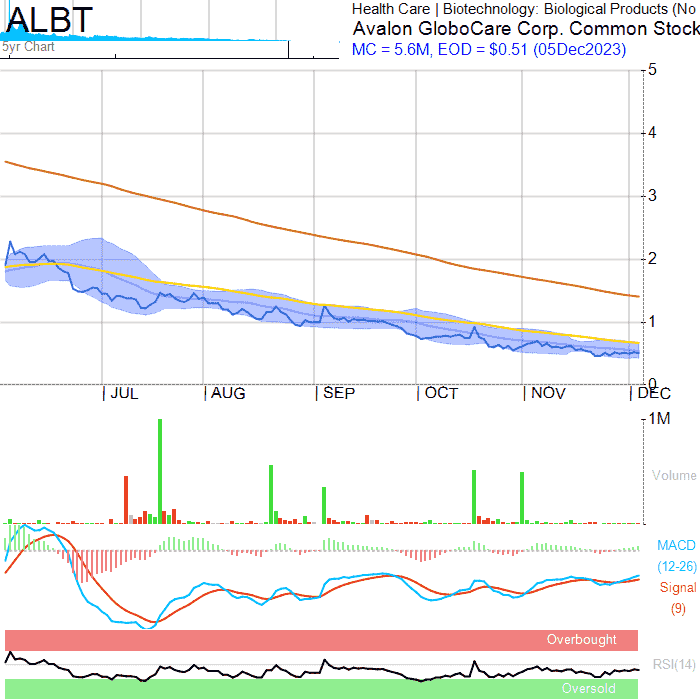 ALBT
5yr Chart
Health Care | Biotechnology: Biological Products (No
Avalon GloboCare Corp. Common Stock
MC = 5.6M, EOD = $0.51 (05Dec2023)
5
4
3
2
1
0
JUL AUG SEP OCT NOV DEC
1M
Volume
MACD
(12-26)
Signal
(9)
Overbought
RSI(14)
Oversold